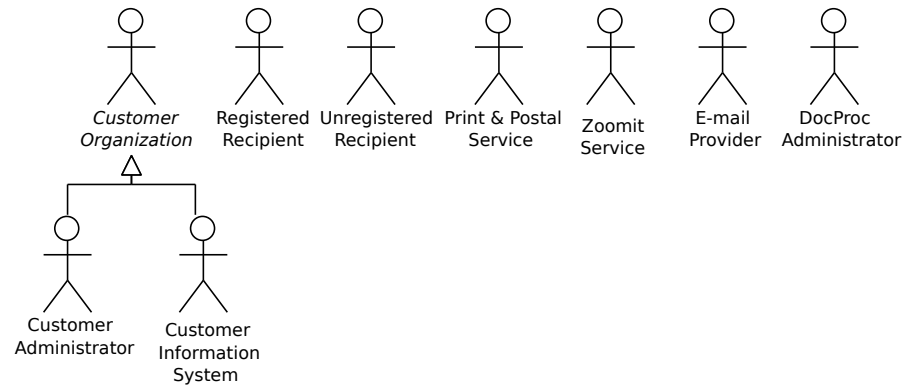 Customer
Organization
Registered
Recipient
Unregistered
Recipient
Print & Postal
Service
Zoomit
Service
E-mail
Provider
DocProc
Administrator
Customer
Administrator
Customer
Information
System